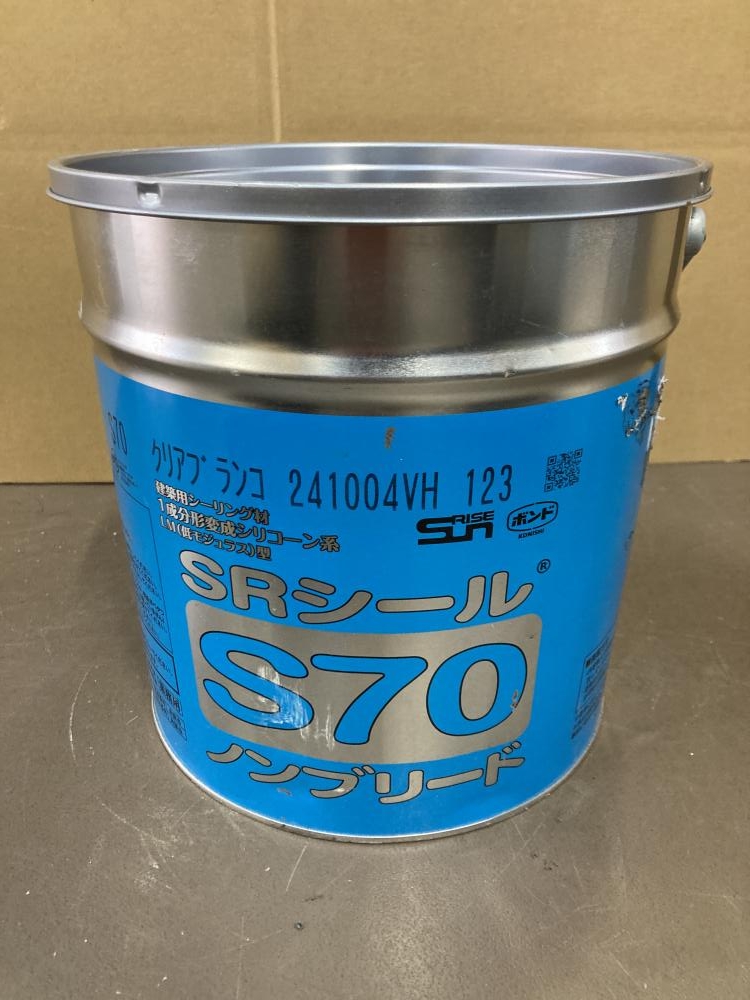 S70
クリアブランコ 241004VH 123
建築用シーリング材
1成分形変成シリコーン系
LM(低モジュラス)型
SUNRISE
ボンド
KONISHI
SRシール®
S70
ノンブリード